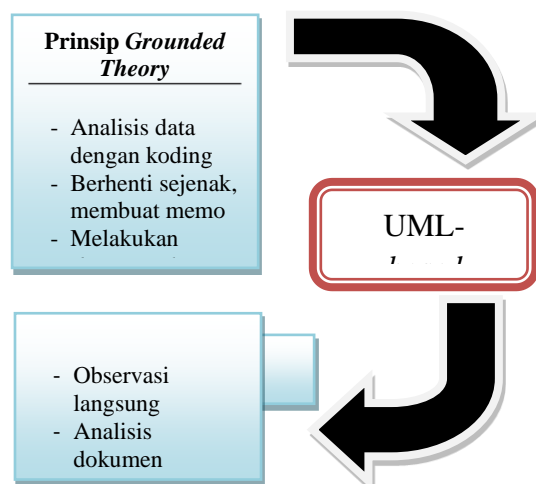 Prinsip Grounded
Theory
- Analisis data
dengan koding
- Berhenti sejenak,
membuat memo
- Melakukan
UML-
- Observasi
langsung
- Analisis
dokumen